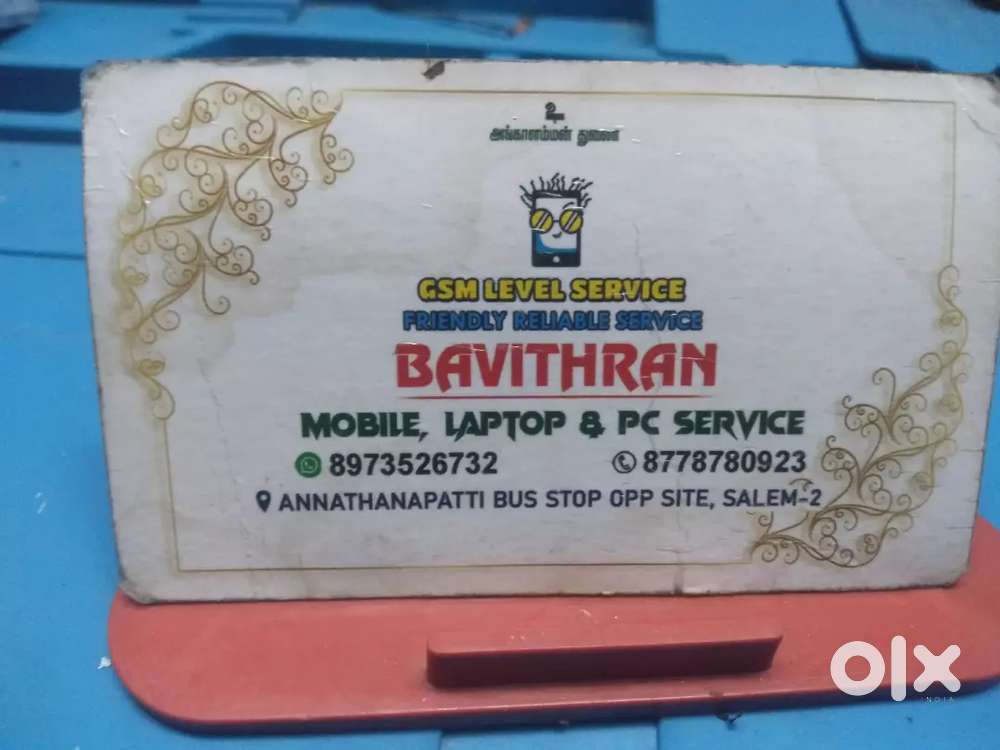 உ
அங்காளம்மன் துணை
GSM LEVEL SERVICE
FRIENDLY RELIABLE SERVICE
BAVITHRAN
MOBILE, LAPTOP & PC SERVICE
8973526732 8778780923
ANNATHANAPATTI BUS STOP OPP SITE, SALEM-2
olx
INDIA